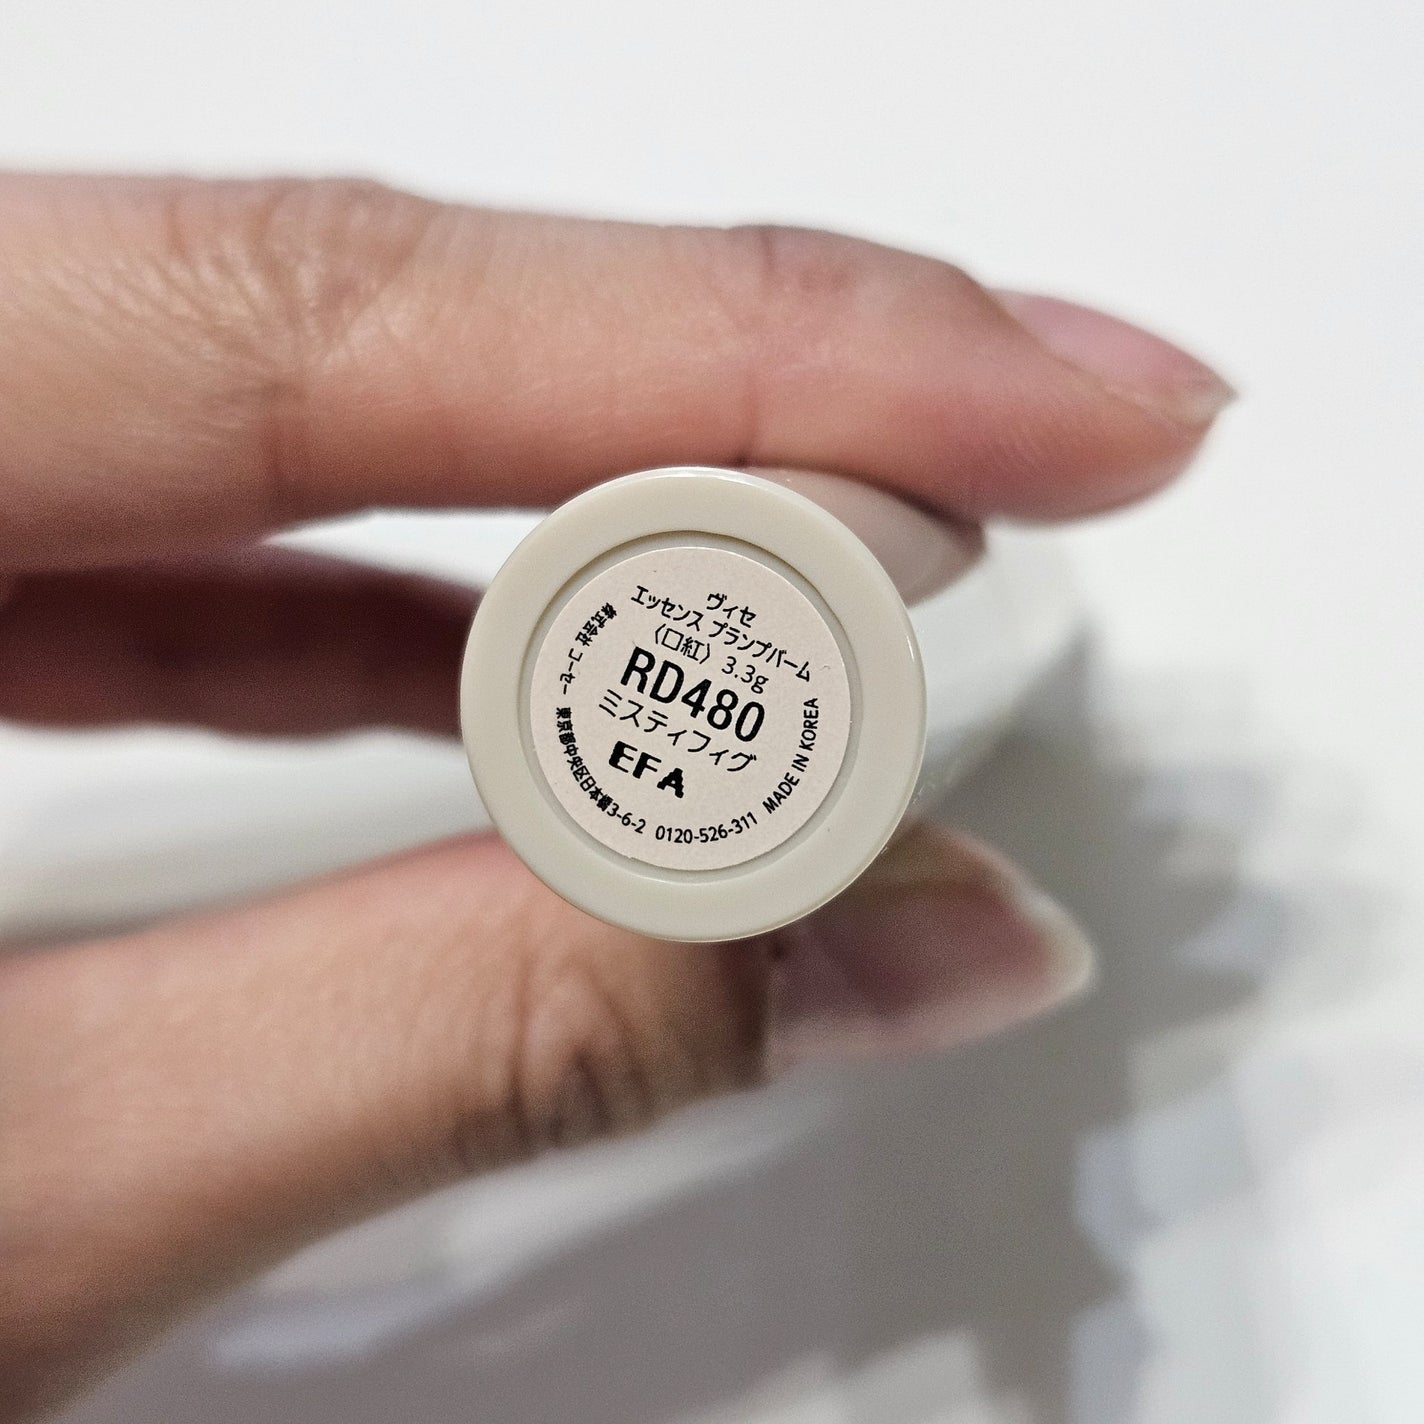 ヴィセ
エッセンス プランプバーム
〈口紅〉3.3g
RD480
ミスティフィグ
EFA
株式会社 コーセー 東京都中央区日本橋3-6-2 0120-526-311 MADE IN KOREA